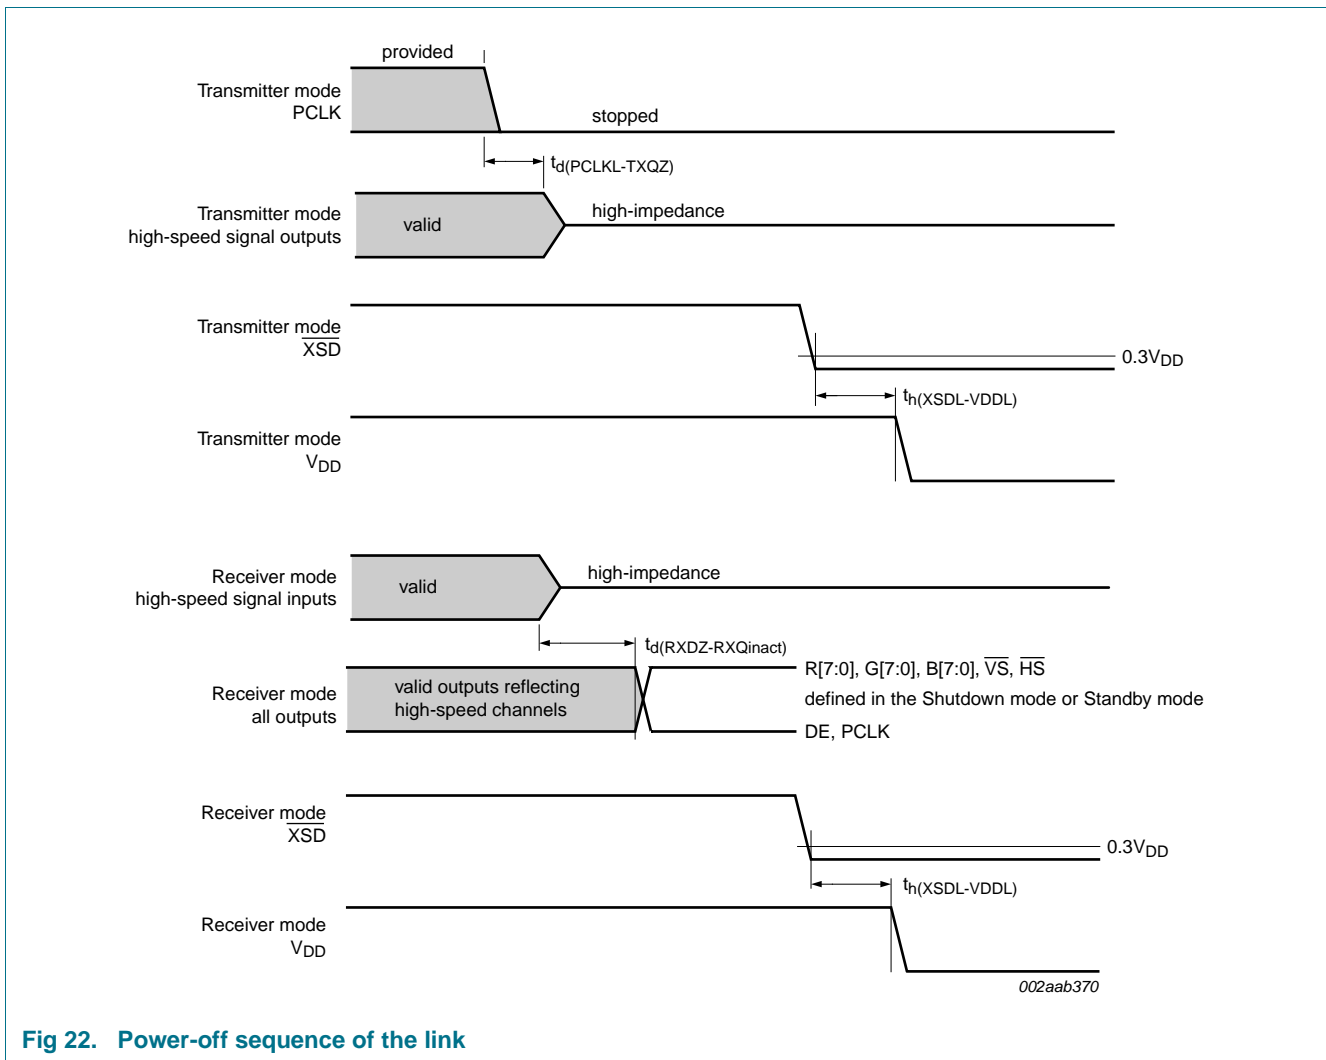 provided
Transmitter mode
PCLK
stopped
td(PCLKL-TXQZ)
Transmitter mode
high-speed signal outputs
valid
high-impedance
Transmitter mode
X̅S̅D̅
0.3VDD
th(XSDL-VDDL)
Transmitter mode
VDD
Receiver mode
high-speed signal inputs
valid
high-impedance
td(RXDZ-RXQinact)
Receiver mode
all outputs
valid outputs reflecting
high-speed channels
R[7:0], G[7:0], B[7:0], V̅S̅, H̅S̅
defined in the Shutdown mode or Standby mode
DE, PCLK
Receiver mode
X̅S̅D̅
0.3VDD
th(XSDL-VDDL)
Receiver mode
VDD
002aab370
Fig 22. Power-off sequence of the link